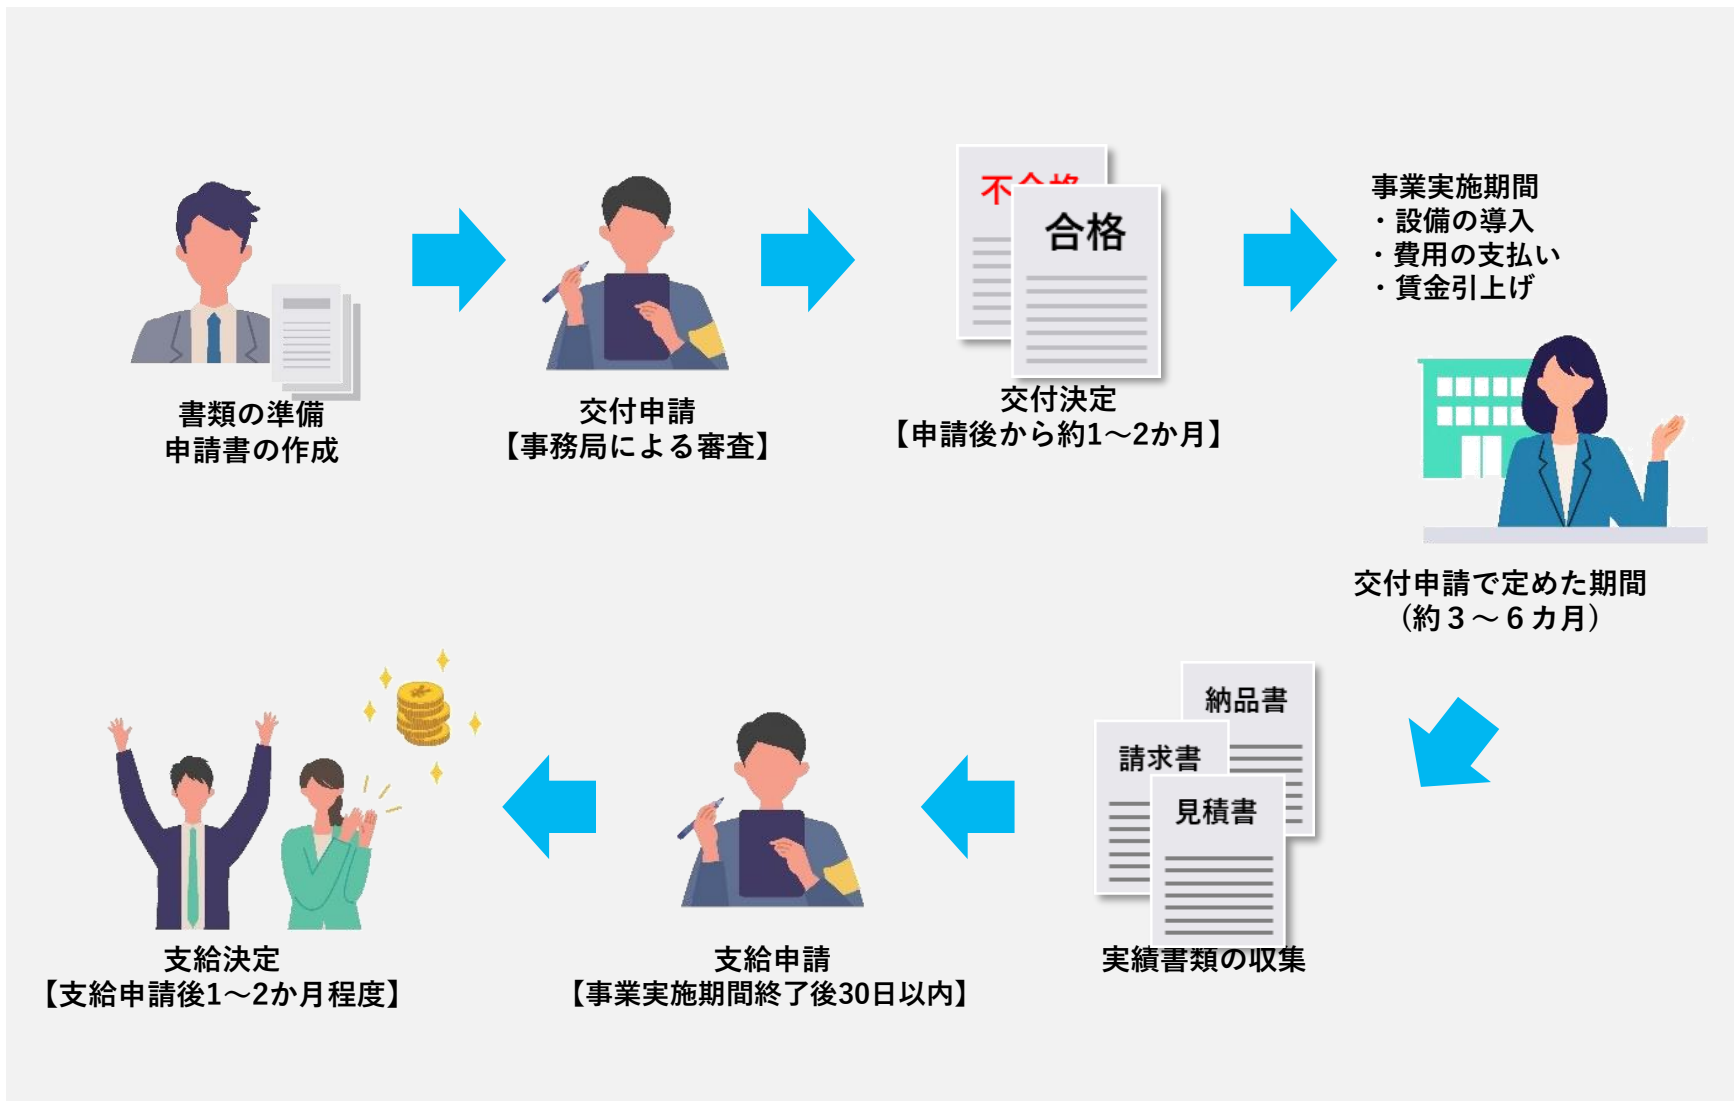 書類の準備
申請書の作成
交付申請
【事務局による審査】
不合格
合格
交付決定
【申請後から約1～2か月】
事業実施期間
・設備の導入
・費用の支払い
・賃金引上げ
交付申請で定めた期間
（約３～６カ月）
納品書
請求書
見積書
実績書類の収集
支給申請
【事業実施期間終了後30日以内】
支給決定
【支給申請後1～2か月程度】